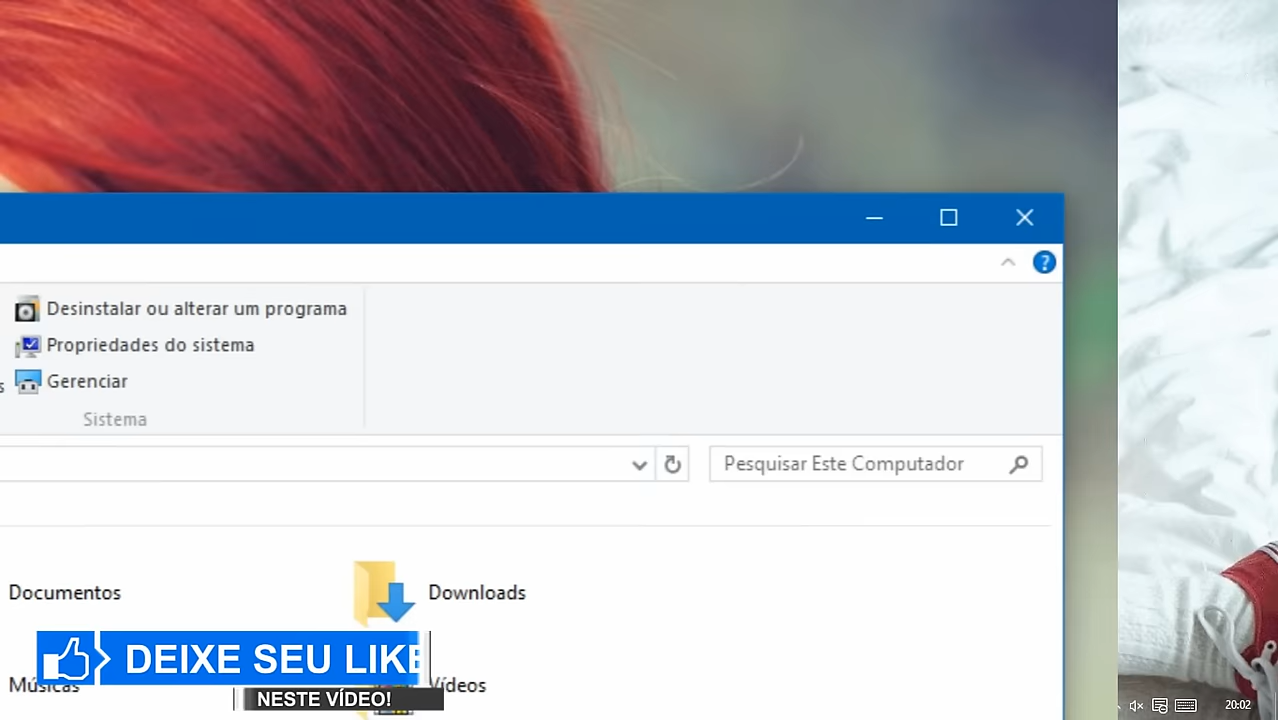 ?
Desinstalar ou alterar um programa
Propriedades do sistema
s Gerenciar
Sistema
Pesquisar Este Computador
Documentos
Downloads
DEIXE SEU LIKE
Músicas
Vídeos
NESTE VÍDEO!
20:02